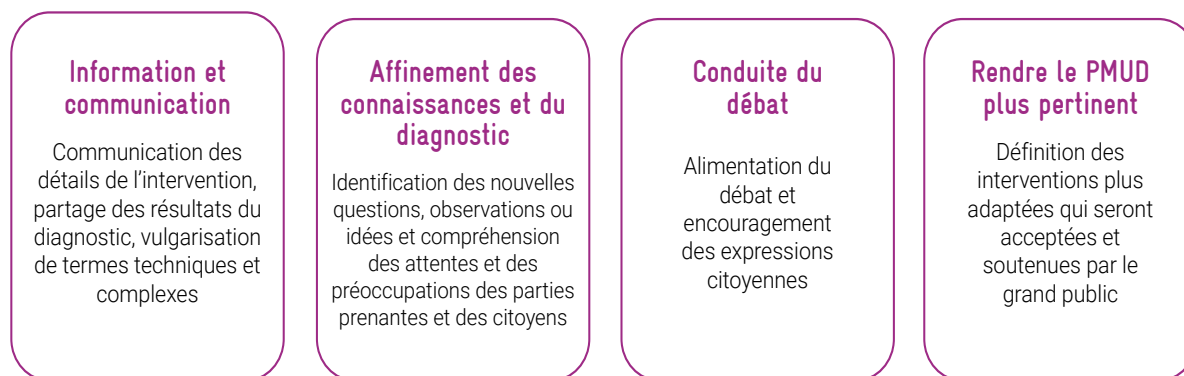 Information et
communication
Communication des
détails de l’intervention,
partage des résultats du
diagnostic, vulgarisation
de termes techniques et
complexes
Affinement des
connaissances et du
diagnostic
Identification des nouvelles
questions, observations ou
idées et compréhension
des attentes et des
préoccupations des parties
prenantes et des citoyens
Conduite du
débat
Alimentation du
débat et
encouragement
des expressions
citoyennes
Rendre le PMUD
plus pertinent
Définition des
interventions plus
adaptées qui seront
acceptées et
soutenues par le
grand public